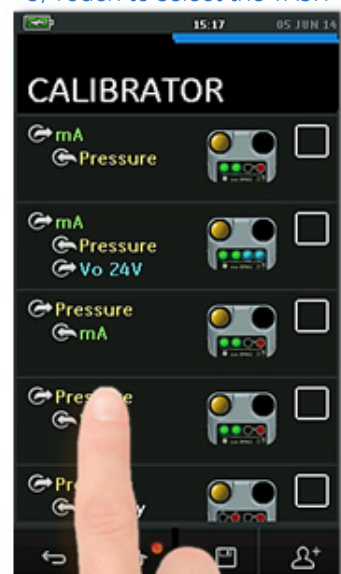 15:17 05 JUN 14
CALIBRATOR
mA
Pressure
mA
Pressure
Vo 24V
Pressure
mA